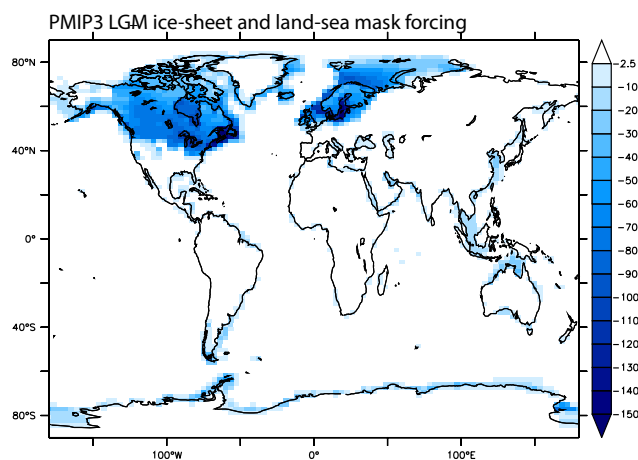 PMIP3 LGM ice-sheet and land-sea mask forcing
80°N
40°N
0°
40°S
80°S
100°W
0°
100°E
−2.5
−10
−20
−30
−40
−50
−60
−70
−80
−90
−100
−110
−120
−130
−140
−150